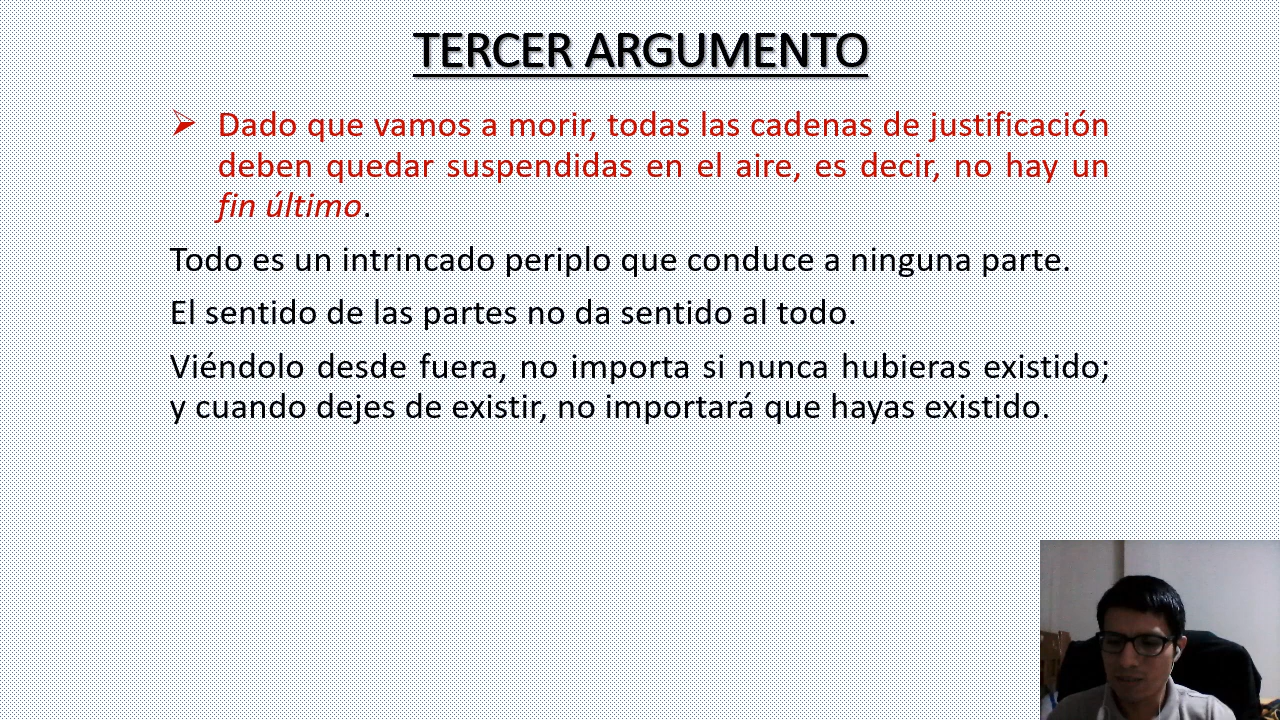 TERCER ARGUMENTO
Dado que vamos a morir, todas las cadenas de justificación
deben quedar suspendidas en el aire, es decir, no hay un
fin último.
Todo es un intrincado periplo que conduce a ninguna parte.
El sentido de las partes no da sentido al todo.
Viéndolo desde fuera, no importa si nunca hubieras existido;
y cuando dejes de existir, no importará que hayas existido.